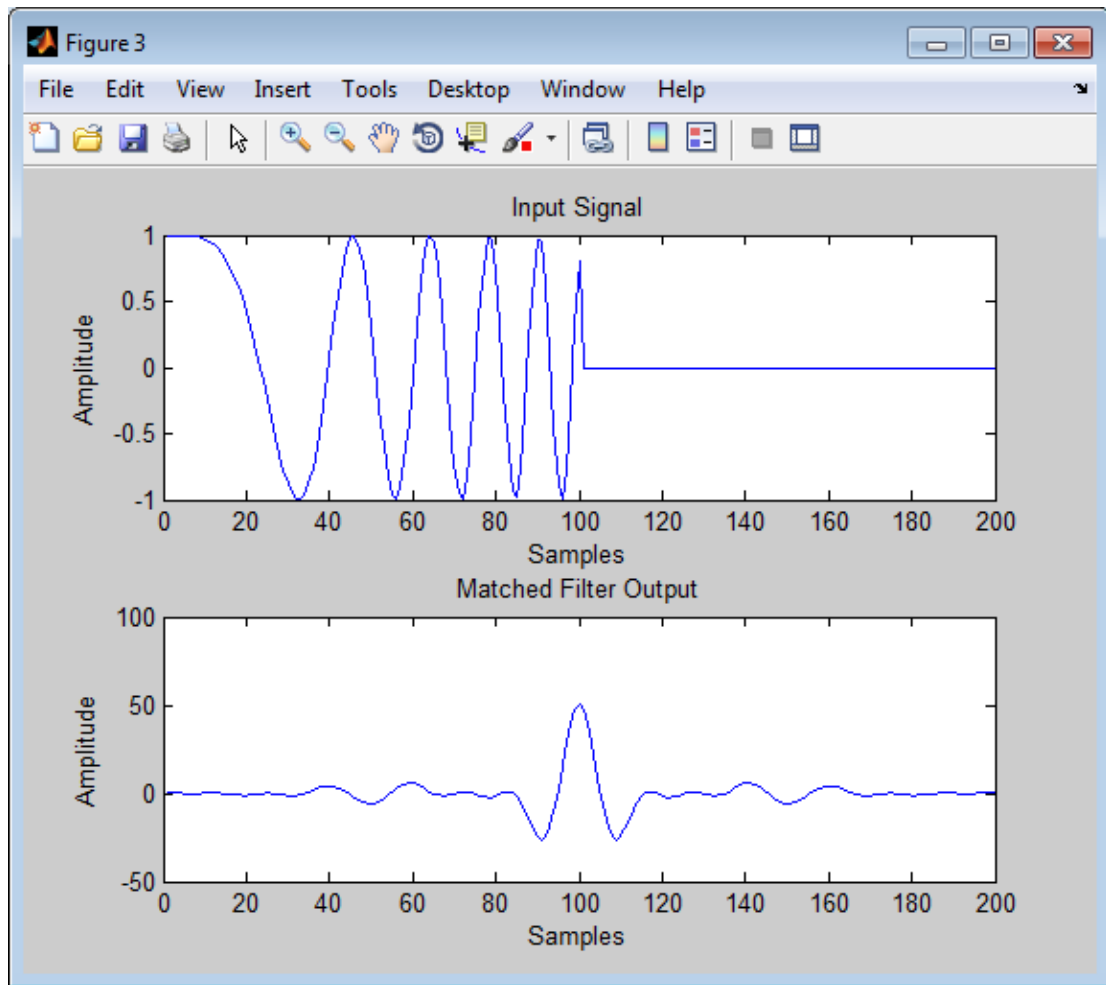 Figure 3
File Edit View Insert Tools Desktop Window Help
Input Signal
1
0.5
0
-0.5
-1
Amplitude
0 20 40 60 80 100 120 140 160 180 200
Samples
Matched Filter Output
100
50
0
-50
Amplitude
0 20 40 60 80 100 120 140 160 180 200
Samples